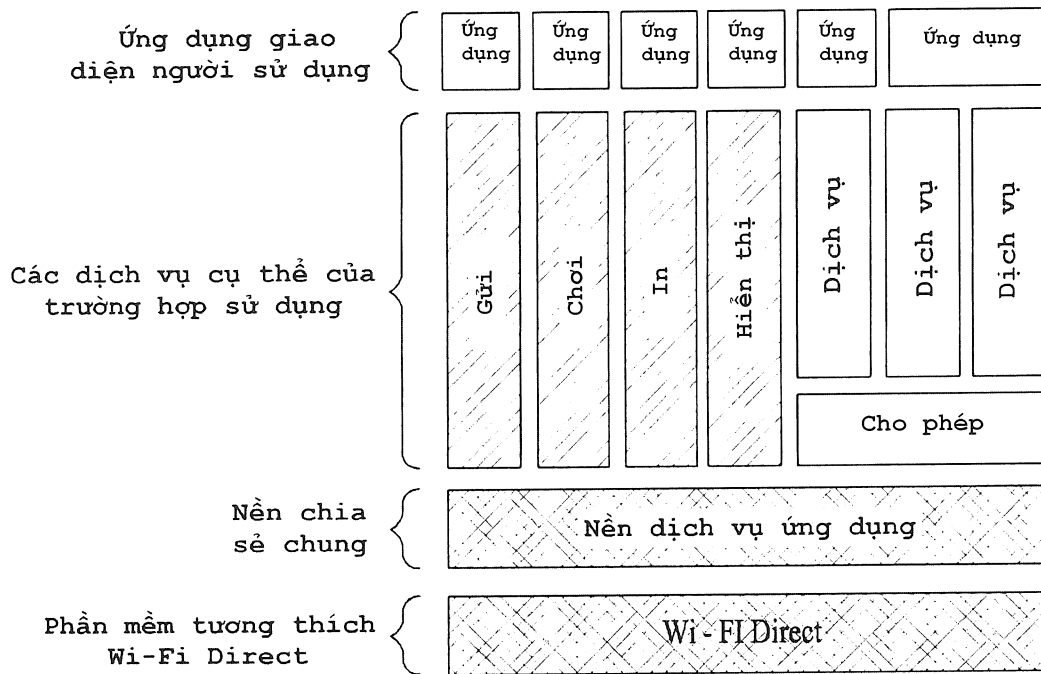 Ứng dụng giao
diện người sử dụng
Ứng
dụng
Ứng
dụng
Ứng
dụng
Ứng
dụng
Ứng
dụng
Ứng dụng
Các dịch vụ cụ thể của
trường hợp sử dụng
Gửi
Chơi
In
Hiển thị
Dịch vụ
Dịch vụ
Dịch vụ
Cho phép
Nền chia
sẻ chung
Nền dịch vụ ứng dụng
Phần mềm tương thích
Wi-Fi Direct
Wi - FI Direct